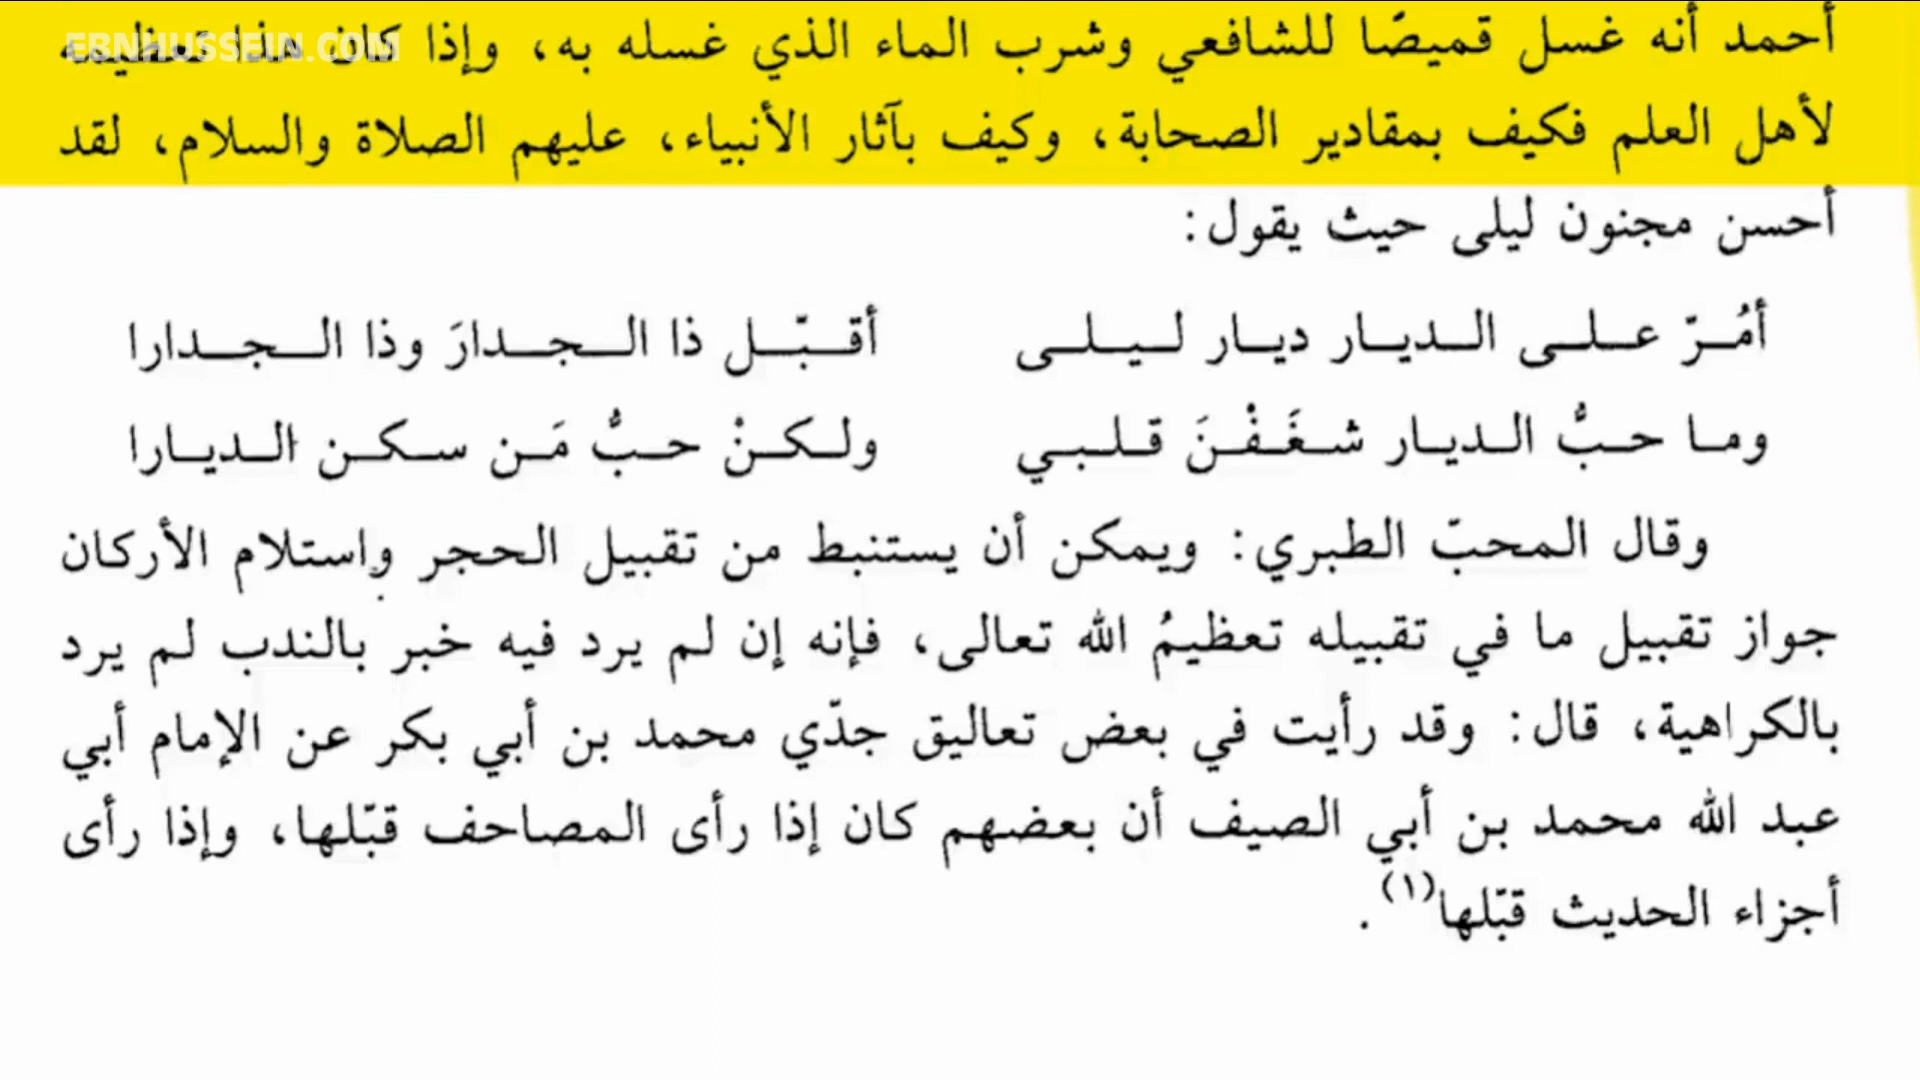 EBNHUSSEIN.COM
أحمد أنه غسل قميصًا للشافعي وشرب الماء الذي غسله به، وإذا كان هذا تعظيمه
لأهل العلم فكيف بمقادير الصحابة، وكيف بآثار الأنبياء، عليهم الصلاة والسلام، لقد
أحسن مجنون ليلى حيث يقول:
أمُرّ على الديار ديار ليلى أقبّل ذا الجدارَ وذا الجدارا
وما حبُّ الديار شغَفْنَ قلبي ولكنْ حبُّ مَن سكن الديارا
وقال المحبّ الطبري: ويمكن أن يستنبط من تقبيل الحجر واستلام الأركان
جواز تقبيل ما في تقبيله تعظيمُ الله تعالى، فإنه إن لم يرد فيه خبر بالندب لم يرد
بالكراهية، قال: وقد رأيت في بعض تعاليق جدّي محمد بن أبي بكر عن الإمام أبي
عبد الله محمد بن أبي الصيف أن بعضهم كان إذا رأى المصاحف قبّلها، وإذا رأى
أجزاء الحديث قبّلها(١).